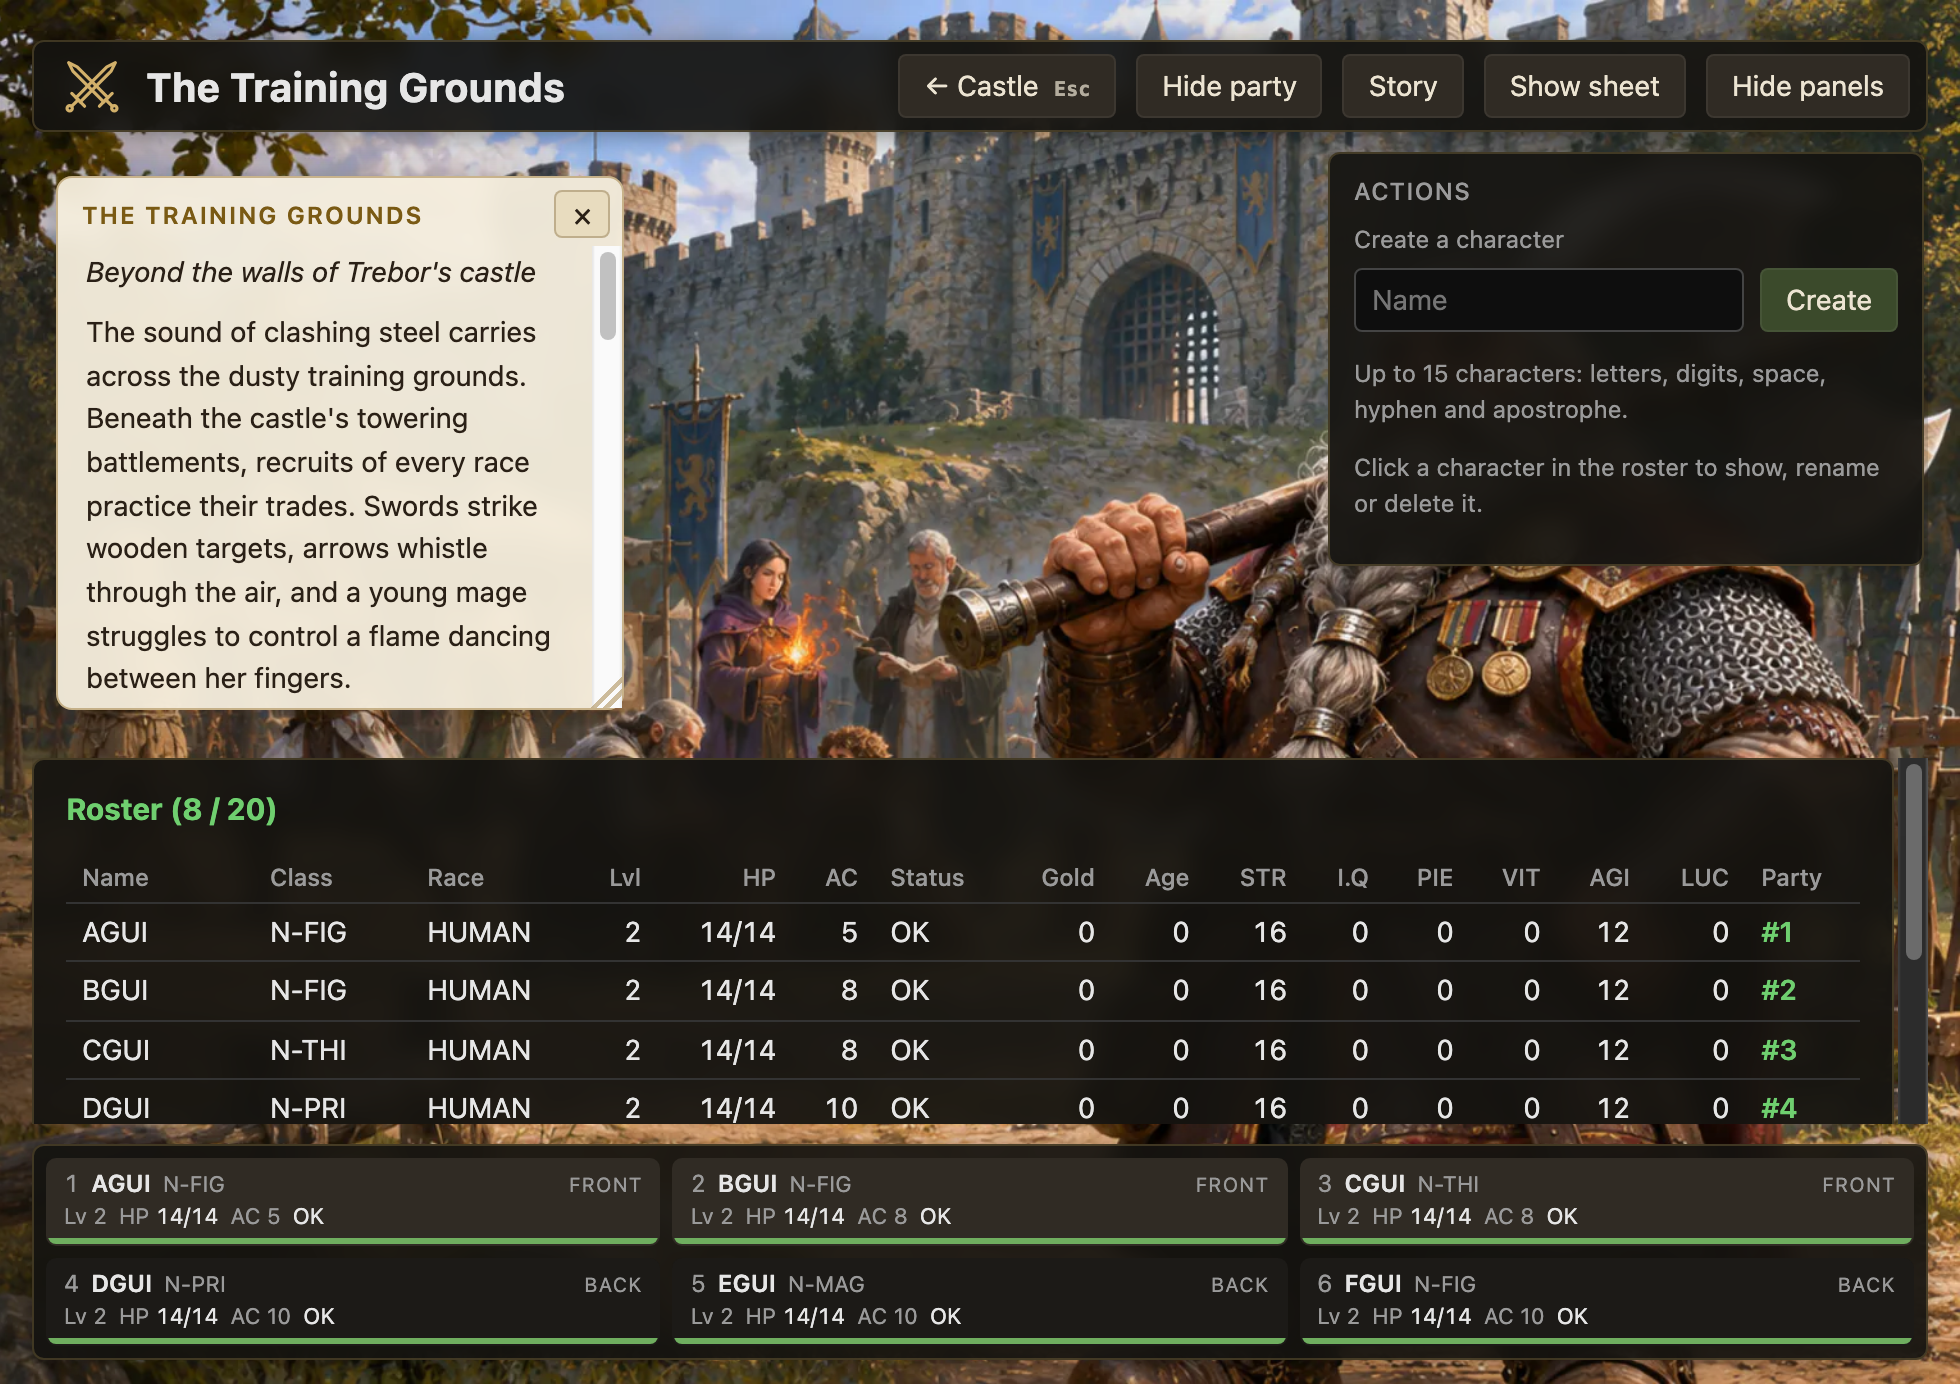 The Training Grounds
← Castle Esc
Hide party
Story
Show sheet
Hide panels
THE TRAINING GROUNDS
×
Beyond the walls of Trebor's castle
The sound of clashing steel carries
across the dusty training grounds.
Beneath the castle's towering
battlements, recruits of every race
practice their trades. Swords strike
wooden targets, arrows whistle
through the air, and a young mage
struggles to control a flame dancing
between her fingers.
ACTIONS
Create a character
Name
Create
Up to 15 characters: letters, digits, space,
hyphen and apostrophe.
Click a character in the roster to show, rename
or delete it.
Roster (8 / 20)
Name Class Race Lvl HP AC Status Gold Age STR I.Q PIE VIT AGI LUC Party
AGUI N-FIG HUMAN 2 14/14 5 OK 0 0 16 0 0 0 12 0 #1
BGUI N-FIG HUMAN 2 14/14 8 OK 0 0 16 0 0 0 12 0 #2
CGUI N-THI HUMAN 2 14/14 8 OK 0 0 16 0 0 0 12 0 #3
DGUI N-PRI HUMAN 2 14/14 10 OK 0 0 16 0 0 0 12 0 #4
1 AGUI N-FIG FRONT
Lv 2 HP 14/14 AC 5 OK
2 BGUI N-FIG FRONT
Lv 2 HP 14/14 AC 8 OK
3 CGUI N-THI FRONT
Lv 2 HP 14/14 AC 8 OK
4 DGUI N-PRI BACK
Lv 2 HP 14/14 AC 10 OK
5 EGUI N-MAG BACK
Lv 2 HP 14/14 AC 10 OK
6 FGUI N-FIG BACK
Lv 2 HP 14/14 AC 10 OK